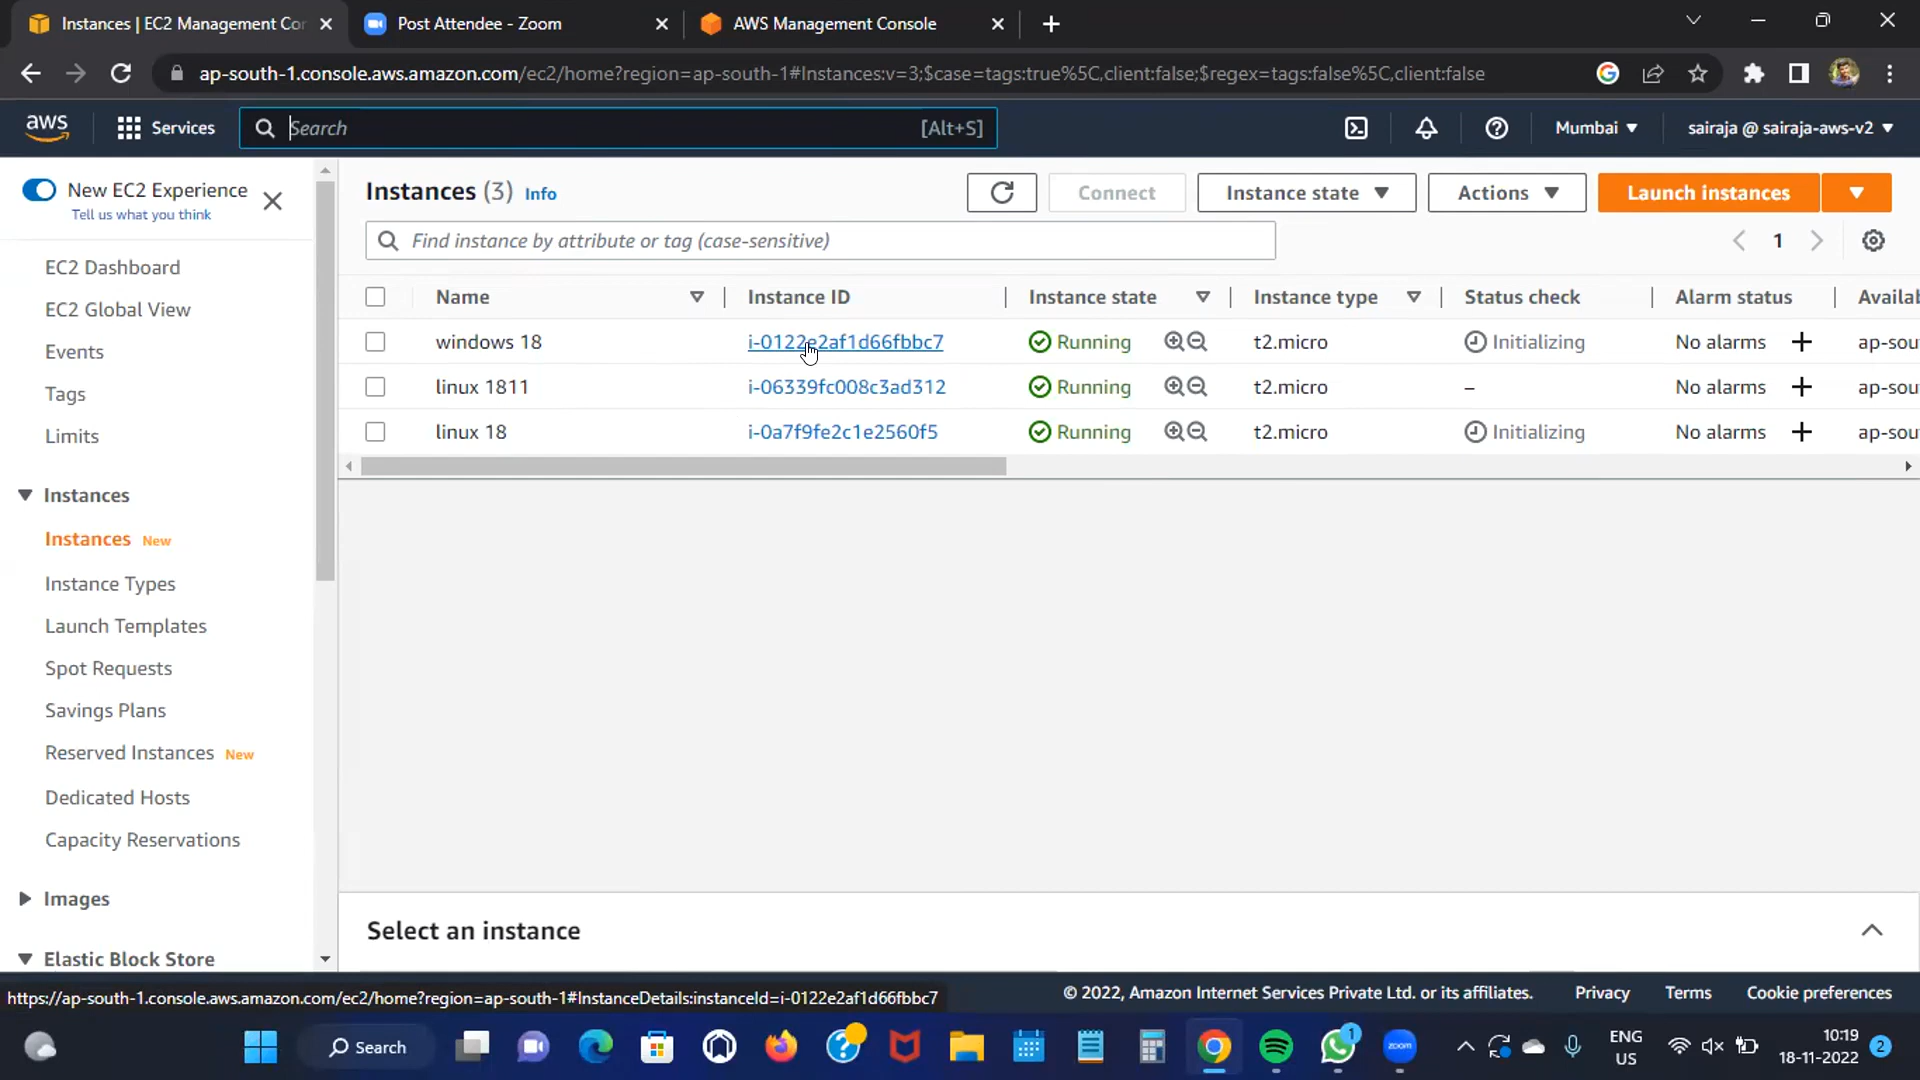 Instances | EC2 Management Cor
Post Attendee - Zoom
AWS Management Console
ap-south-1.console.aws.amazon.com/ec2/home?region=ap-south-1#Instances:v=3;$case=tags:true%5C,client:false;$regex=tags:false%5C,client:false
aws
Services
Search
[Alt+S]
Mumbai
sairaja @ sairaja-aws-v2
New EC2 Experience
Tell us what you think
EC2 Dashboard
EC2 Global View
Events
Tags
Limits
Instances
Instances New
Instance Types
Launch Templates
Spot Requests
Savings Plans
Reserved Instances New
Dedicated Hosts
Capacity Reservations
Images
Elastic Block Store
Instances (3) Info
Connect
Instance state
Actions
Launch instances
Find instance by attribute or tag (case-sensitive)
1
Name Instance ID Instance state Instance type Status check Alarm status Availab
windows 18 i-0122e2af1d66fbbc7 Running t2.micro Initializing No alarms + ap-sou
linux 1811 i-06339fc008c3ad312 Running t2.micro – No alarms + ap-sou
linux 18 i-0a7f9fe2c1e2560f5 Running t2.micro Initializing No alarms + ap-sou
Select an instance
https://ap-south-1.console.aws.amazon.com/ec2/home?region=ap-south-1#InstanceDetails:instanceId=i-0122e2af1d66fbbc7
© 2022, Amazon Internet Services Private Ltd. or its affiliates.
Privacy
Terms
Cookie preferences
Search
1
zoom
ENG
US
10:19
18-11-2022
2